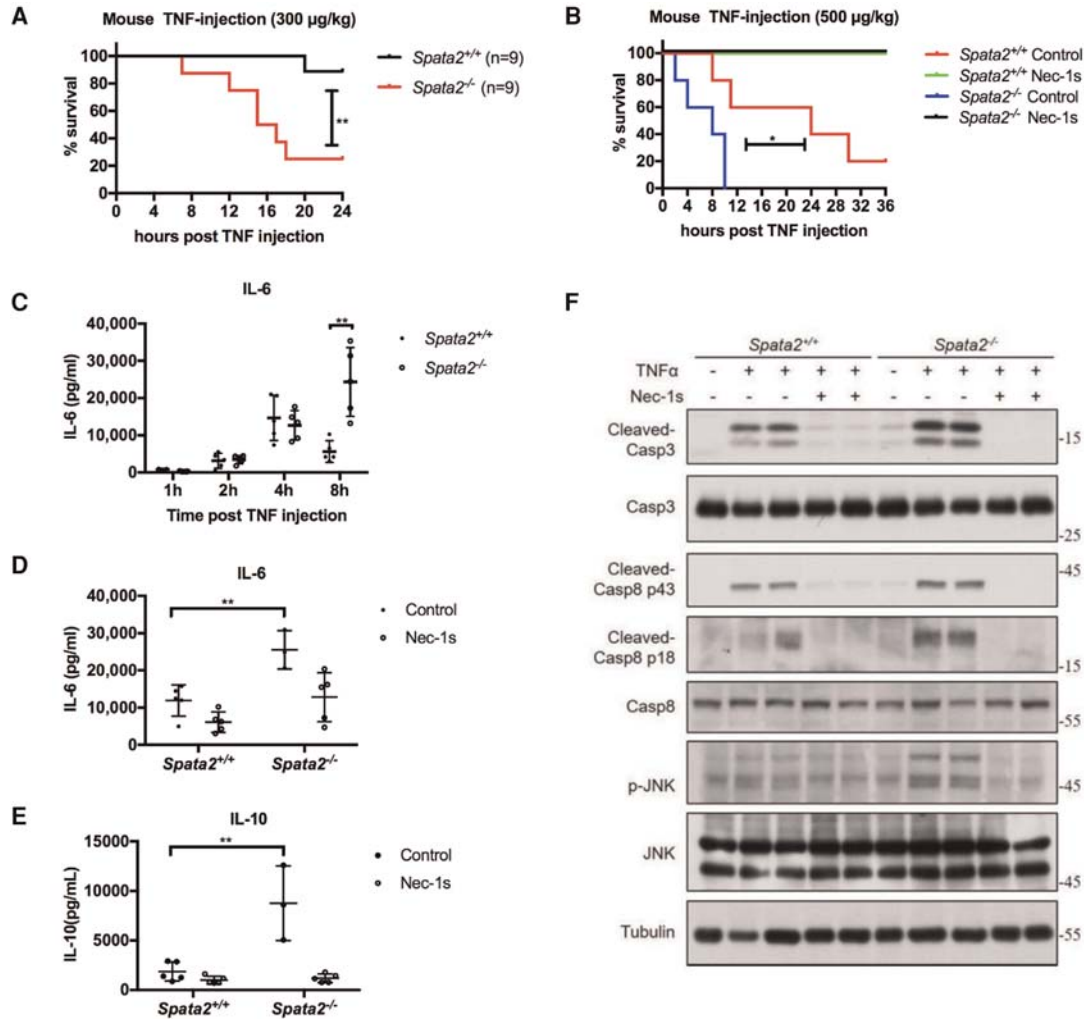 A
Mouse TNF-injection (300 µg/kg)
100
80
60
40
20
0
% survival
0 4 8 12 16 20 24
hours post TNF injection
Spata2+/+ (n=9)
Spata2-/- (n=9)
**
B
Mouse TNF-injection (500 µg/kg)
100
80
60
40
20
0
% survival
0 4 8 12 16 20 24 28 32 36
hours post TNF injection
*
Spata2+/+ Control
Spata2+/+ Nec-1s
Spata2-/- Control
Spata2-/- Nec-1s
C
IL-6
40,000
30,000
20,000
10,000
0
IL-6 (pg/ml)
**
1h 2h 4h 8h
Time post TNF injection
Spata2+/+
Spata2-/-
D
IL-6
40,000
30,000
20,000
10,000
0
IL-6 (pg/ml)
**
Spata2+/+ Spata2-/-
Control
Nec-1s
E
IL-10
15000
10000
5000
0
IL-10(pg/mL)
**
Spata2+/+ Spata2-/-
Control
Nec-1s
F
Spata2+/+ Spata2-/-
TNFα - + + + + - + + + +
Nec-1s + + + +
Cleaved-
Casp3
-15
Casp3
-25
Cleaved-
Casp8 p43
-45
Cleaved-
Casp8 p18
-15
Casp8
-55
p-JNK
-45
JNK
-45
Tubulin
-55